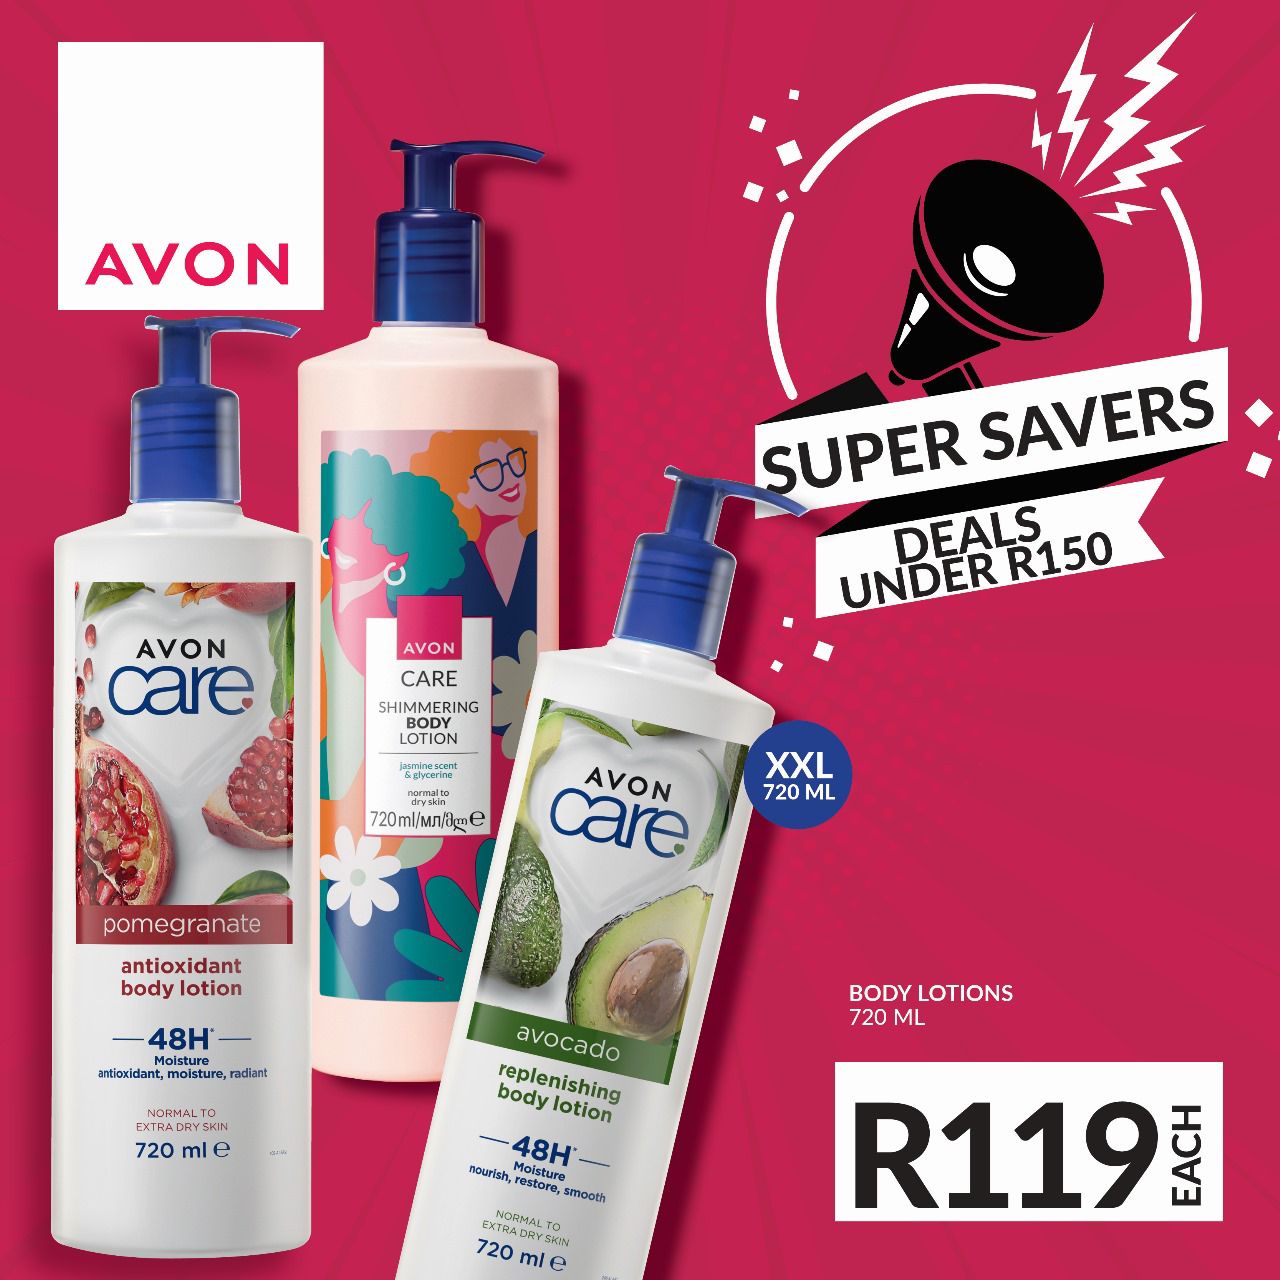 AVON
SUPER SAVERS
DEALS
UNDER R150
AVON
care
pomegranate
antioxidant
body lotion
48H*
Moisture
antioxidant, moisture, radiant
NORMAL TO
EXTRA DRY SKIN
720 ml e
AVON
CARE
SHIMMERING
BODY
LOTION
jasmine scent
& glycerine
normal to
dry skin
720ml/мл/მლ e
AVON
care
avocado
replenishing
body lotion
48H*
Moisture
nourish, restore, smooth
NORMAL TO
EXTRA DRY SKIN
720 ml e
XXL
720 ML
BODY LOTIONS
720 ML
R119 EACH